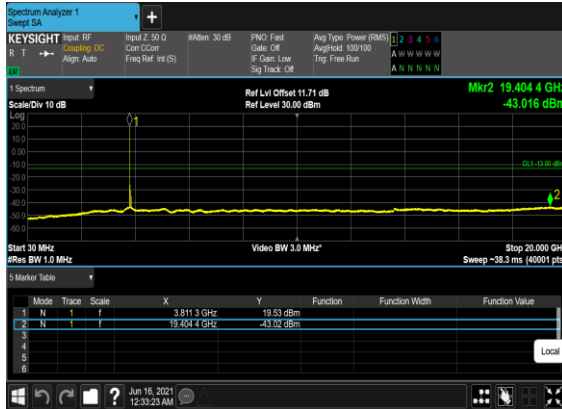 Spectrum Analyzer 1
Swept SA
+
KEYSIGHT
R T
LU
Input: RF
Coupling: DC
Align: Auto
Input Z: 50 Ω
Corr CCorr
Freq Ref: Int (S)
#Atten: 30 dB
PNO: Fast
Gate: Off
IF Gain: Low
Sig Track: Off
Avg Type: Power (RMS)
Avg|Hold: 100/100
Trig: Free Run
1 2 3 4 5 6
A W W W W W
A N N N N N
1 Spectrum
Scale/Div 10 dB
Log
Ref Lvl Offset 11.71 dB
Ref Level 30.00 dBm
Mkr2 19.404 4 GHz
-43.016 dBm
20.0
10.0
0.00
-10.0
-20.0
-30.0
-40.0
-50.0
-60.0
1
DL1 -13.00 dBm
2
Start 30 MHz
#Res BW 1.0 MHz
Video BW 3.0 MHz*
Stop 20.000 GHz
Sweep ~38.3 ms (40001 pts)
5 Marker Table
Mode Trace Scale X Y Function Function Width Function Value
1 N 1 f 3.811 3 GHz 19.53 dBm
2 N 1 f 19.404 4 GHz -43.02 dBm
3
4
5
6
Local
?
Jun 16, 2021
12:33:23 AM